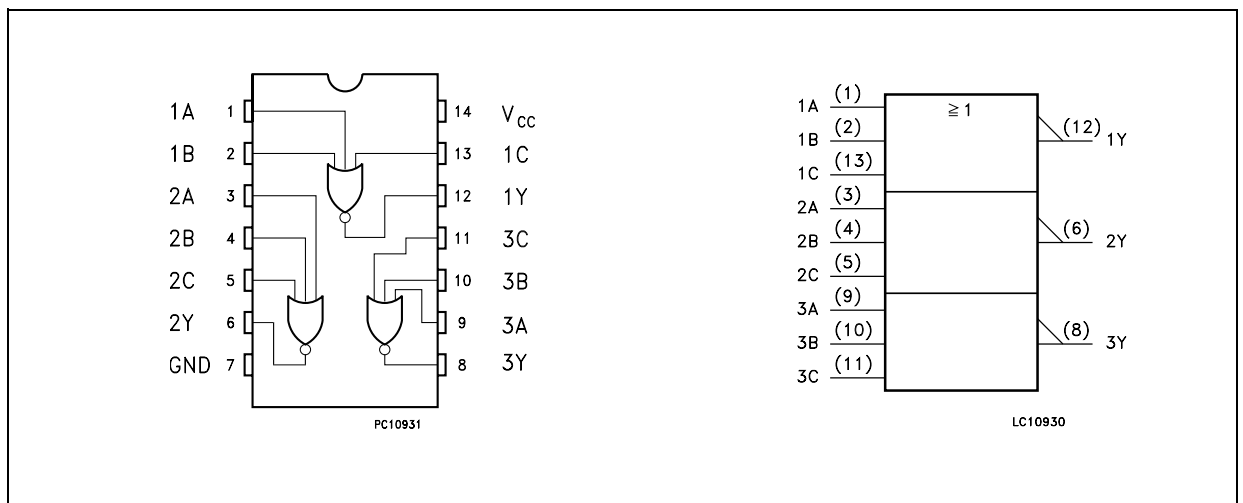 1A 1 14 V_CC
1B 2 13 1C
2A 3 12 1Y
2B 4 11 3C
2C 5 10 3B
2Y 6 9 3A
GND 7 8 3Y
PC10931
≧1
1A (1)
1B (2)
1C (13)
2A (3)
2B (4)
2C (5)
3A (9)
3B (10)
3C (11)
(12) 1Y
(6) 2Y
(8) 3Y
LC10930